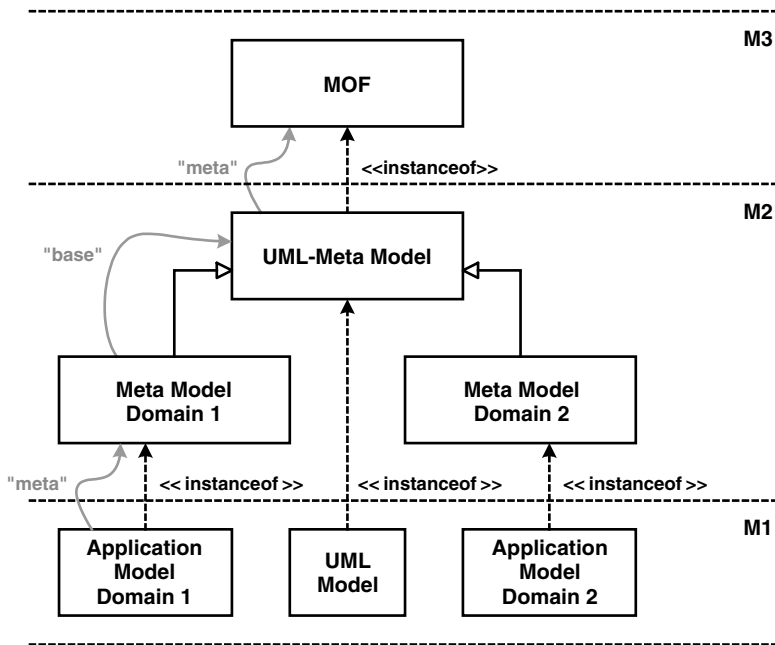 M3
MOF
"meta"
<<instanceof>>
M2
"base"
UML-Meta Model
Meta Model
Domain 1
Meta Model
Domain 2
"meta"
<< instanceof >>
<< instanceof >>
<< instanceof >>
M1
Application
Model
Domain 1
UML
Model
Application
Model
Domain 2